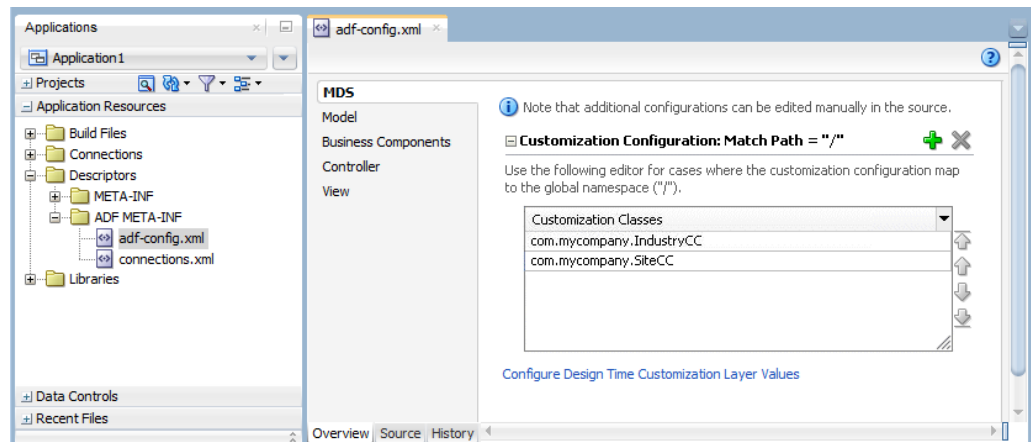 Applications
Application1
Projects
Application Resources
Build Files
Connections
Descriptors
META-INF
ADF META-INF
adf-config.xml
connections.xml
Libraries
Data Controls
Recent Files
adf-config.xml
MDS
Model
Business Components
Controller
View
Note that additional configurations can be edited manually in the source.
Customization Configuration: Match Path = "/"
Use the following editor for cases where the customization configuration map
to the global namespace ("/").
Customization Classes
com.mycompany.IndustryCC
com.mycompany.SiteCC
Configure Design Time Customization Layer Values
Overview Source History